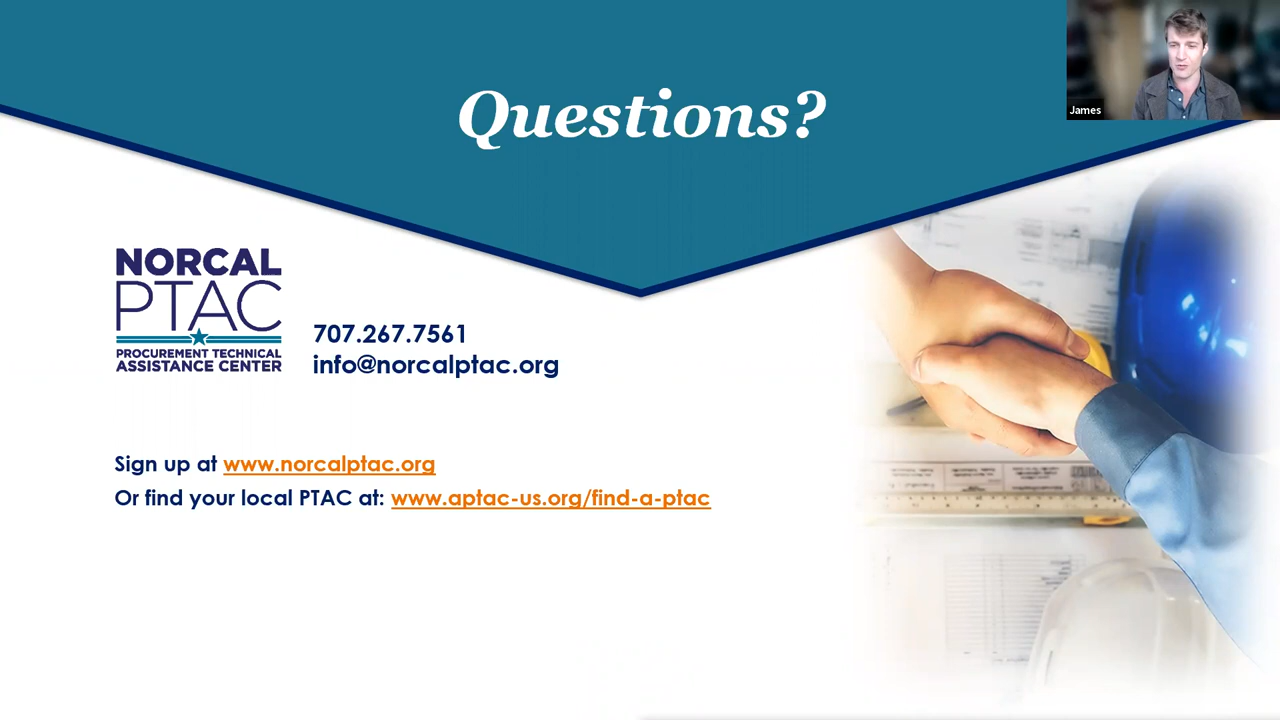 Questions?
James
NORCAL
PTAC
PROCUREMENT TECHNICAL
ASSISTANCE CENTER
707.267.7561
info@norcalptac.org
Sign up at www.norcalptac.org
Or find your local PTAC at: www.aptac-us.org/find-a-ptac